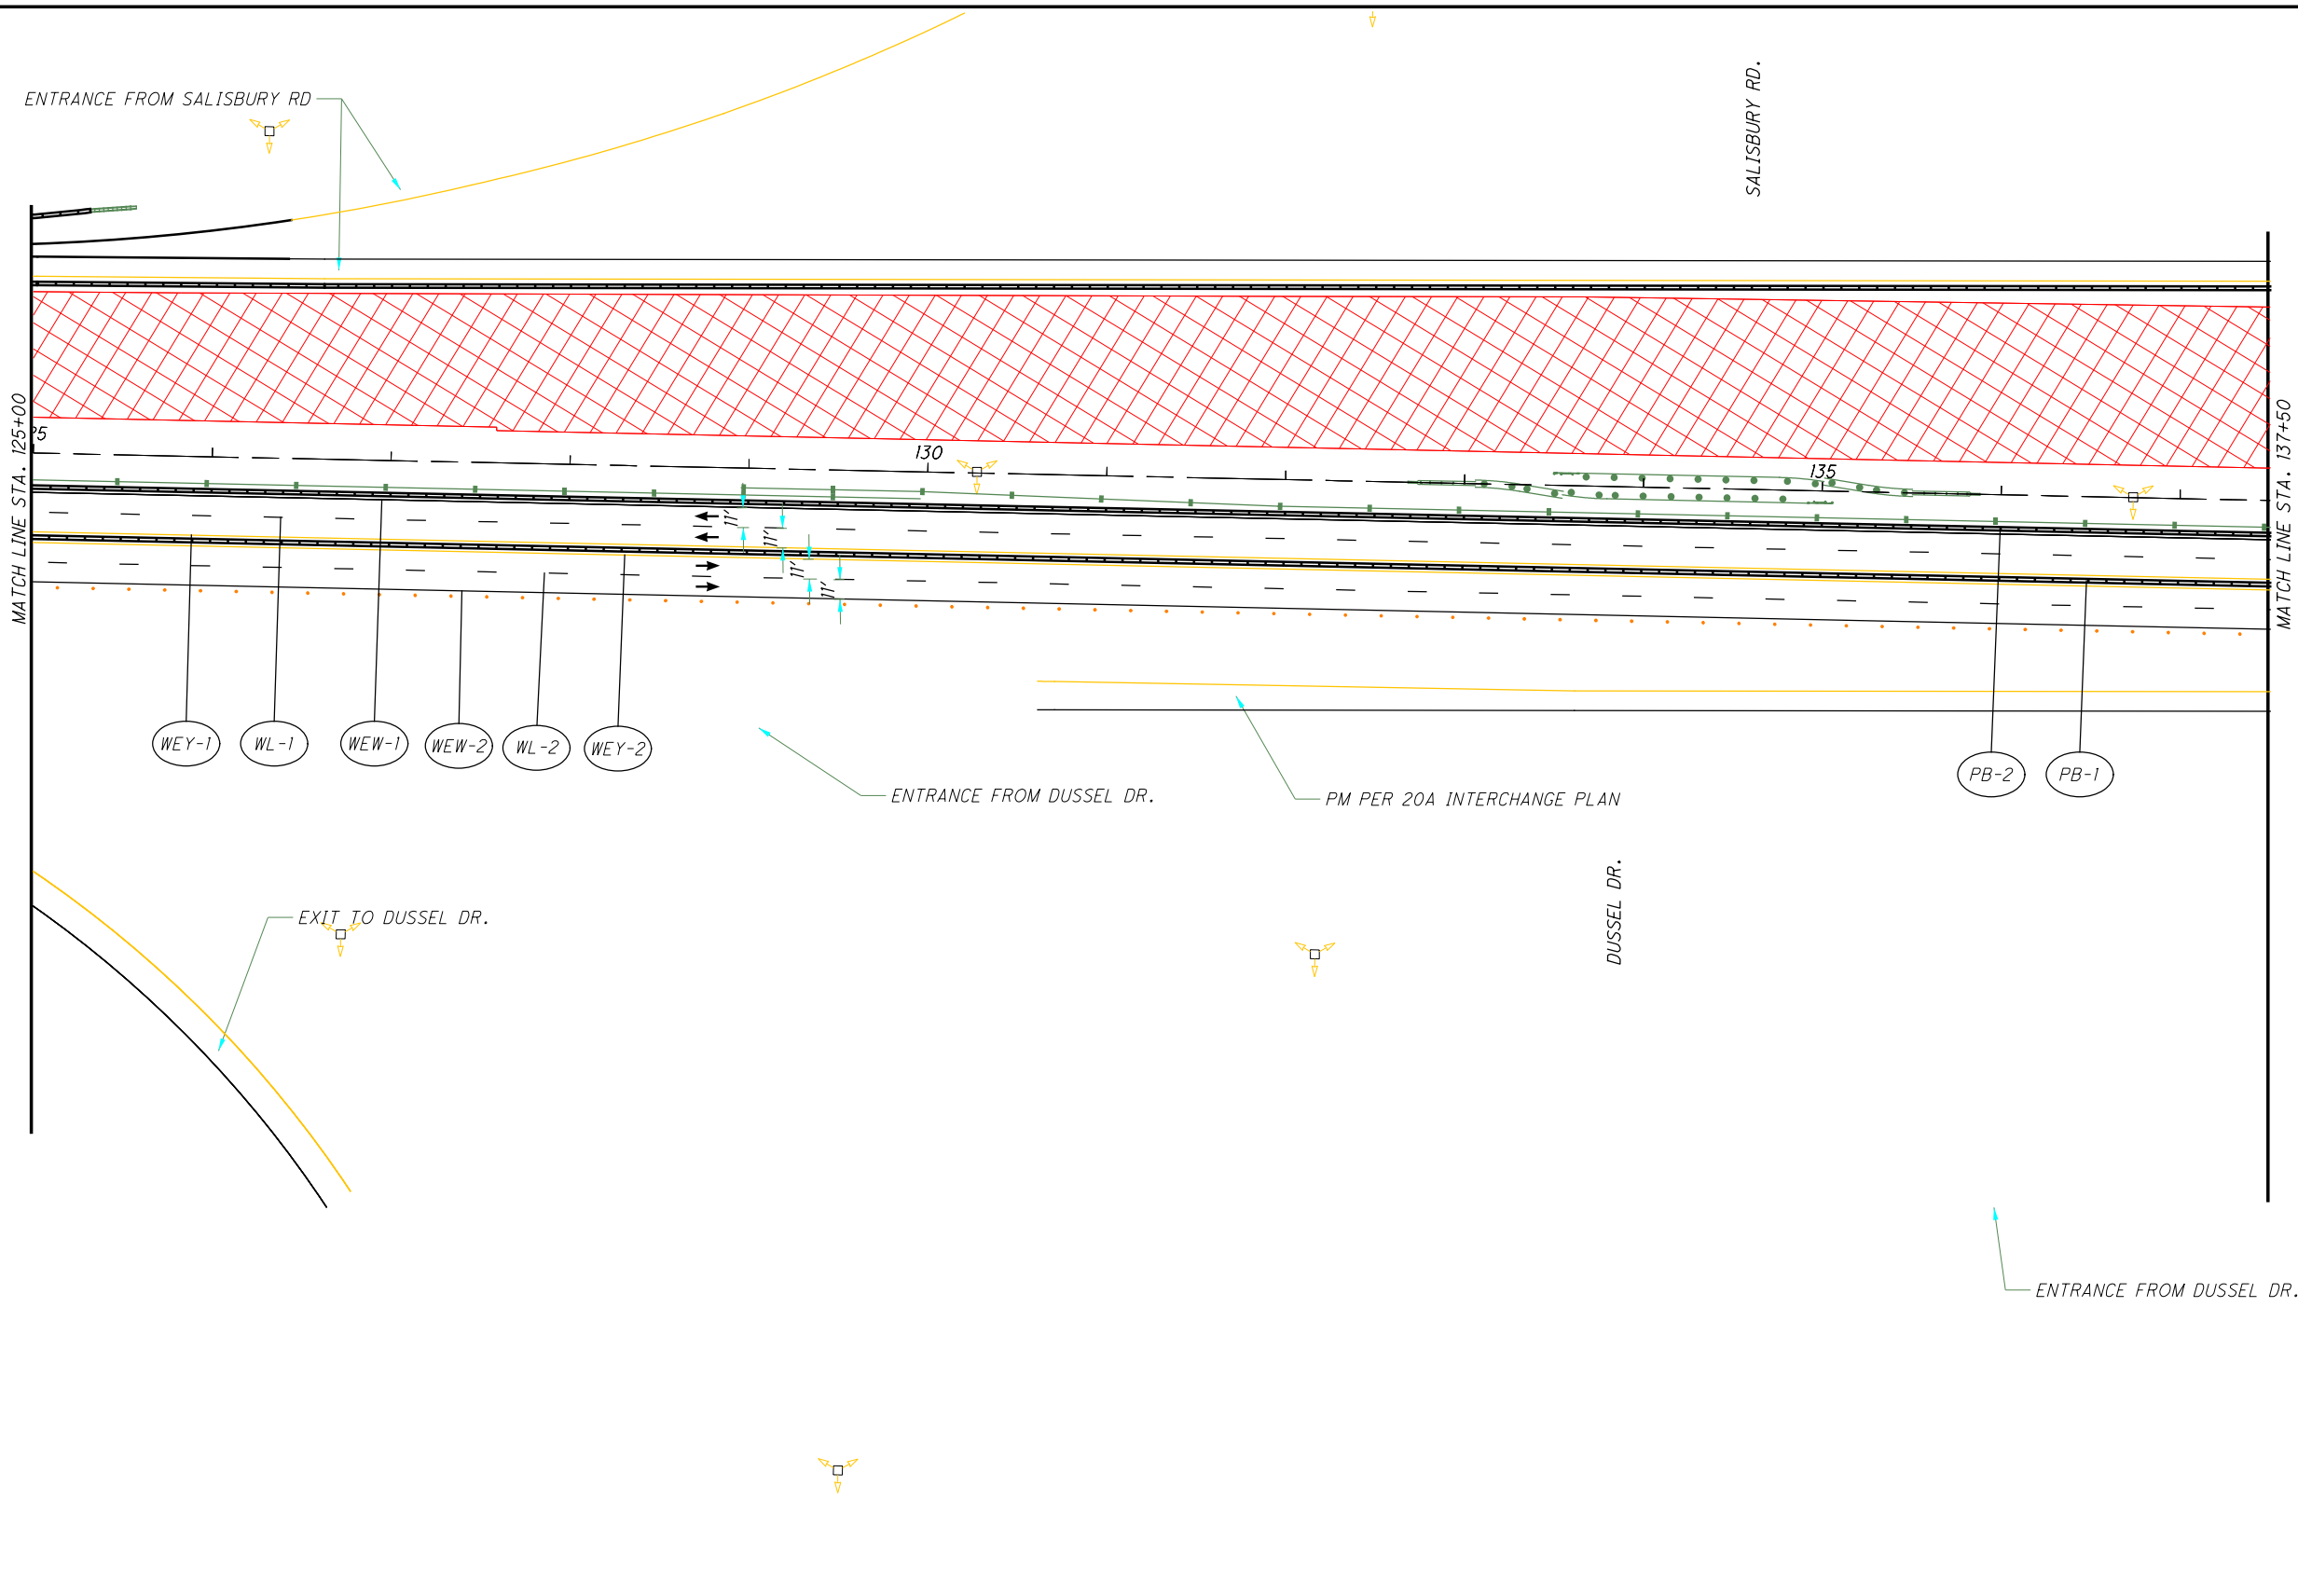 ENTRANCE FROM SALISBURY RD
SALISBURY RD.
MATCH LINE STA. 125+00
25
130
135
MATCH LINE STA. 137+50
11'
11'
11'
11'
WEY-1
WL-1
WEW-1
WEW-2
WL-2
WEY-2
PB-2
PB-1
ENTRANCE FROM DUSSEL DR.
PM PER 20A INTERCHANGE PLAN
DUSSEL DR.
EXIT TO DUSSEL DR.
ENTRANCE FROM DUSSEL DR.